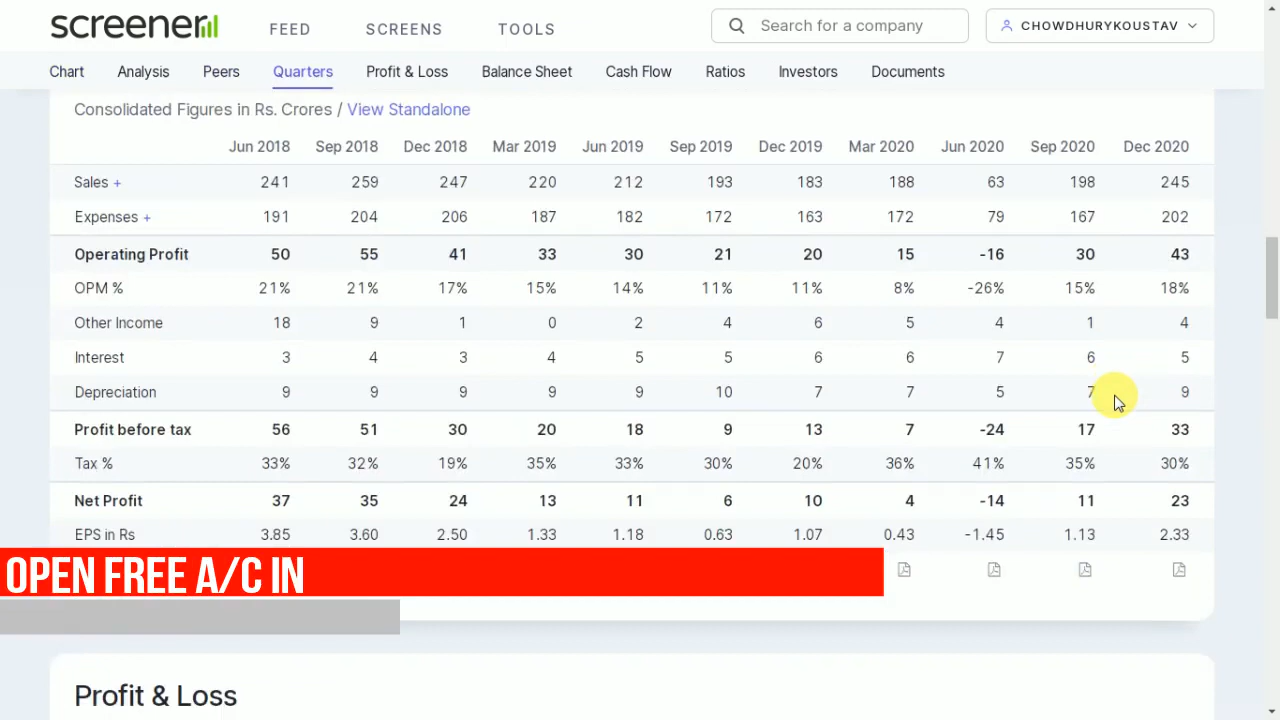 screener FEED SCREENS TOOLS Search for a company CHOWDHURYKOUSTAV
Chart Analysis Peers Quarters Profit & Loss Balance Sheet Cash Flow Ratios Investors Documents
Consolidated Figures in Rs. Crores / View Standalone
Jun 2018 Sep 2018 Dec 2018 Mar 2019 Jun 2019 Sep 2019 Dec 2019 Mar 2020 Jun 2020 Sep 2020 Dec 2020
Sales + 241 259 247 220 212 193 183 188 63 198 245
Expenses + 191 204 206 187 182 172 163 172 79 167 202
Operating Profit 50 55 41 33 30 21 20 15 -16 30 43
OPM % 21% 21% 17% 15% 14% 11% 11% 8% -26% 15% 18%
Other Income 18 9 1 0 2 4 6 5 4 1 4
Interest 3 4 3 4 5 5 6 6 7 6 5
Depreciation 9 9 9 9 9 10 7 7 5 7 9
Profit before tax 56 51 30 20 18 9 13 7 -24 17 33
Tax % 33% 32% 19% 35% 33% 30% 20% 36% 41% 35% 30%
Net Profit 37 35 24 13 11 6 10 4 -14 11 23
EPS in Rs 3.85 3.60 2.50 1.33 1.18 0.63 1.07 0.43 -1.45 1.13 2.33
OPEN FREE A/C IN
Profit & Loss